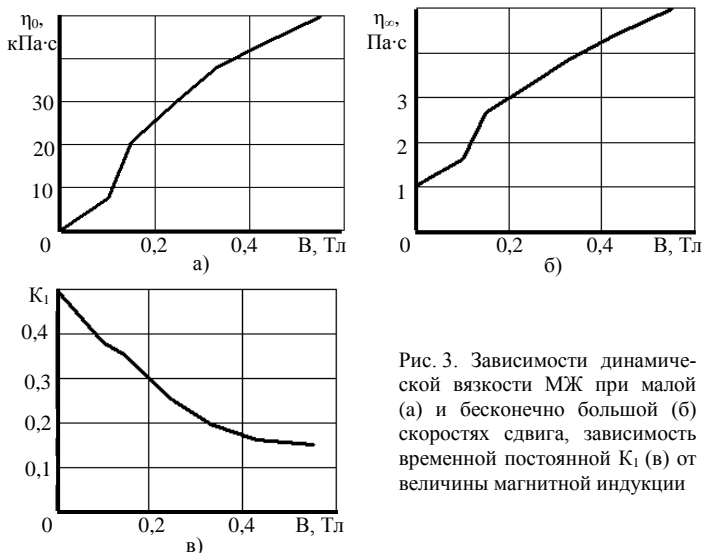 η₀,
кПа·с
30
20
10
0
0,2
0,4
В, Тл
а)
η∞,
Па·с
3
2
1
0
0,2
0,4
В, Тл
б)
К₁
0,4
0,3
0,2
0,1
0
0,2
0,4
В, Тл
в)
Рис. 3. Зависимости динамиче-
ской вязкости МЖ при малой
(а) и бесконечно большой (б)
скоростях сдвига, зависимость
временной постоянной К₁ (в) от
величины магнитной индукции